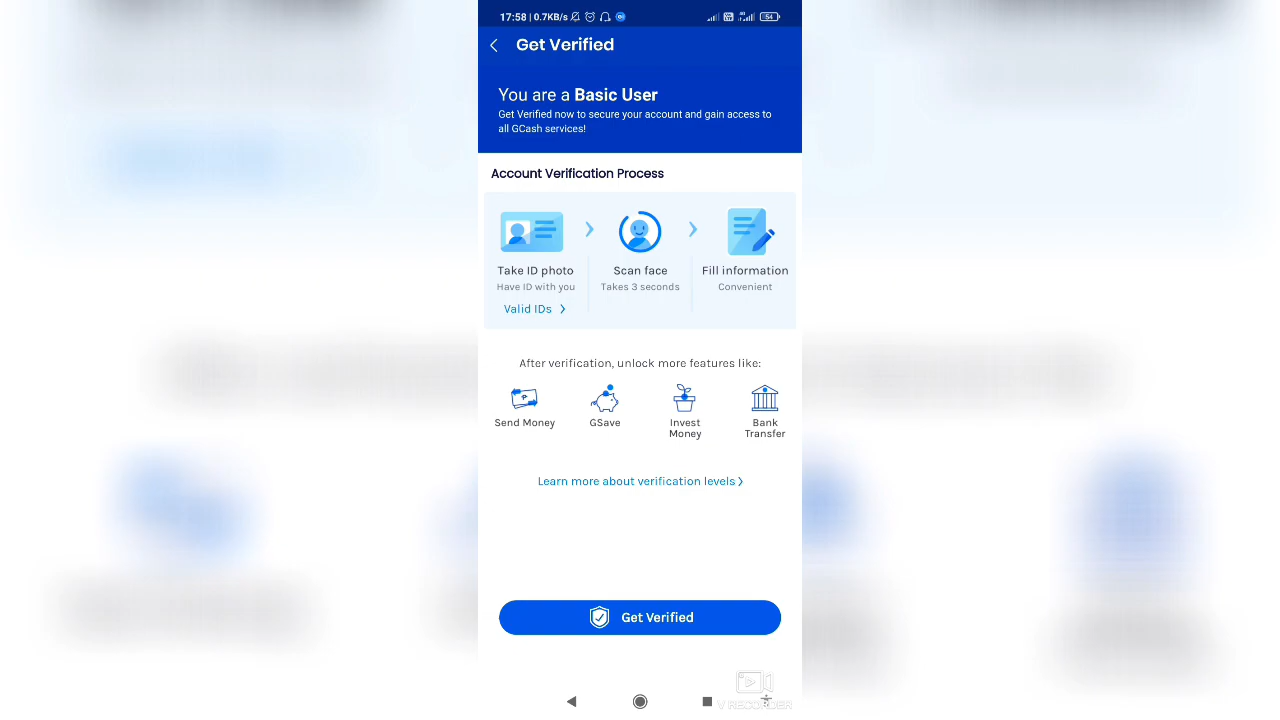 17:58 | 0.7KB/s
54
Get Verified
You are a Basic User
Get Verified now to secure your account and gain access to
all GCash services!
Account Verification Process
Take ID photo
Have ID with you
Valid IDs
Scan face
Takes 3 seconds
Fill information
Convenient
After verification, unlock more features like:
Send Money
GSave
Invest
Money
Bank
Transfer
Learn more about verification levels
Get Verified
V RECORDER